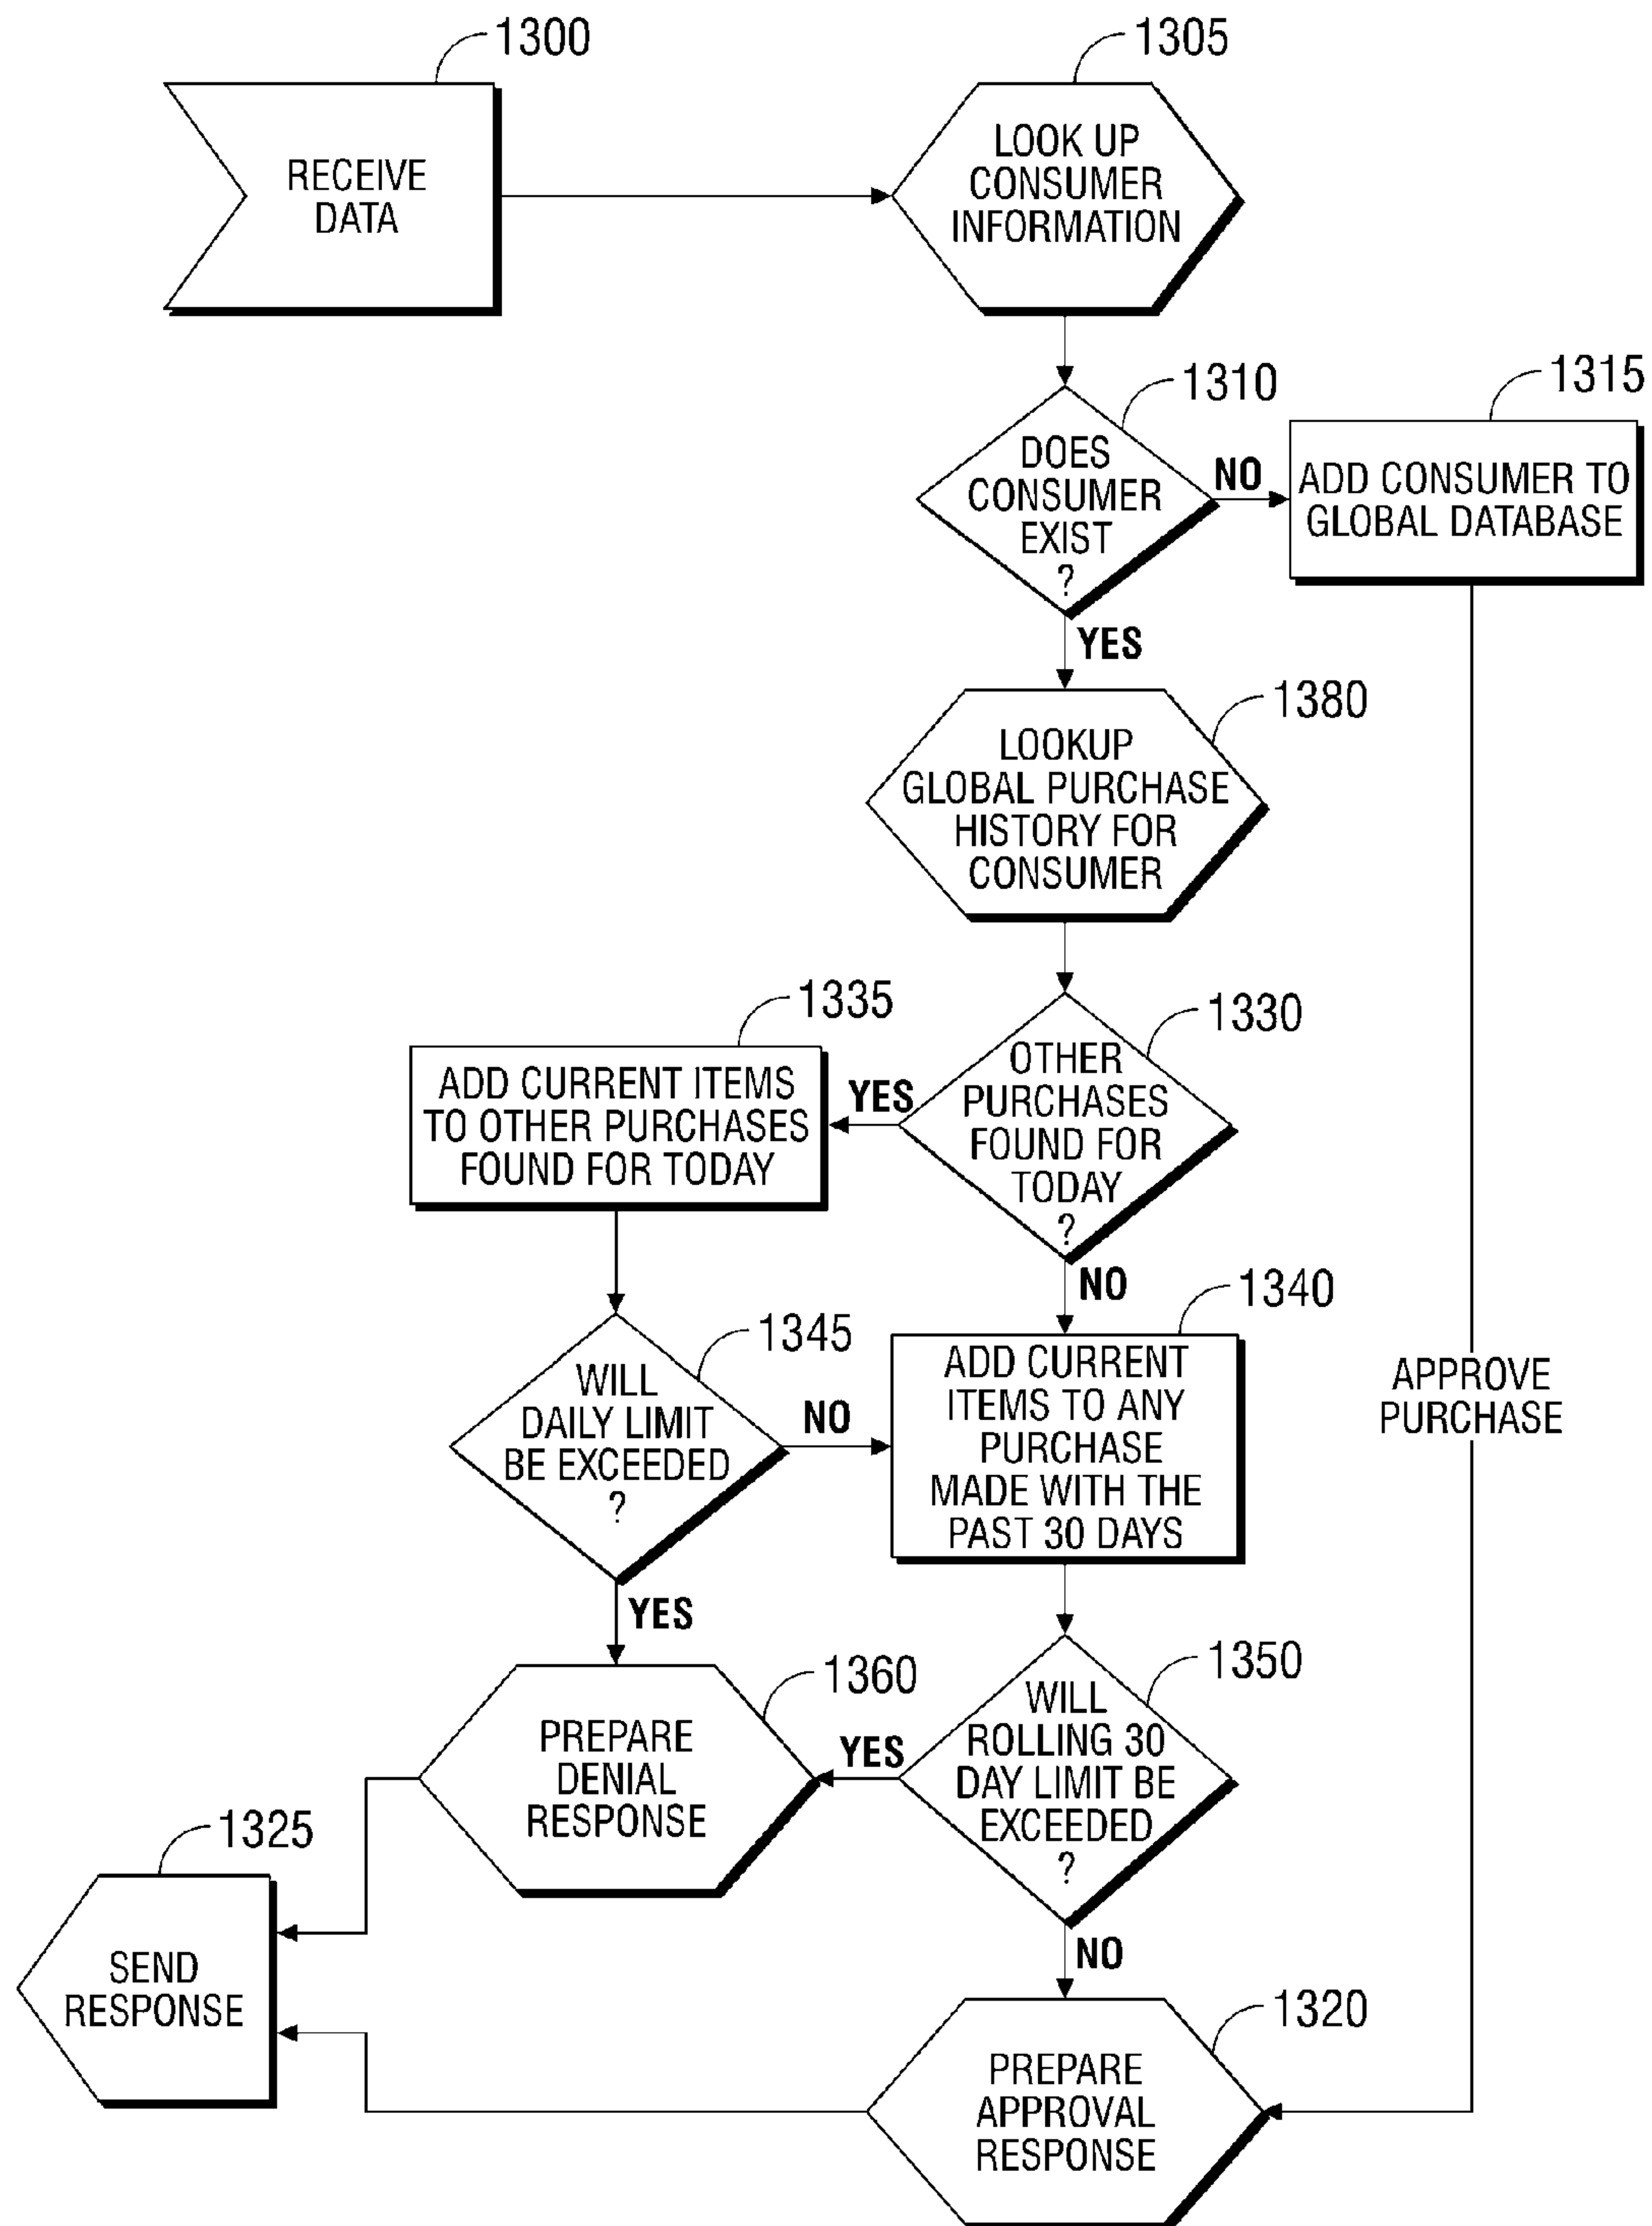 1300
RECEIVE
DATA
1305
LOOK UP
CONSUMER
INFORMATION
1310
DOES
CONSUMER
EXIST
?
NO
1315
ADD CONSUMER TO
GLOBAL DATABASE
YES
1380
LOOKUP
GLOBAL PURCHASE
HISTORY FOR
CONSUMER
1330
OTHER
PURCHASES
FOUND FOR
TODAY
?
YES
1335
ADD CURRENT ITEMS
TO OTHER PURCHASES
FOUND FOR TODAY
NO
1340
ADD CURRENT
ITEMS TO ANY
PURCHASE
MADE WITH THE
PAST 30 DAYS
1345
WILL
DAILY LIMIT
BE EXCEEDED
?
NO
APPROVE
PURCHASE
YES
1360
PREPARE
DENIAL
RESPONSE
1350
WILL
ROLLING 30
DAY LIMIT BE
EXCEEDED
?
YES
1325
SEND
RESPONSE
NO
1320
PREPARE
APPROVAL
RESPONSE